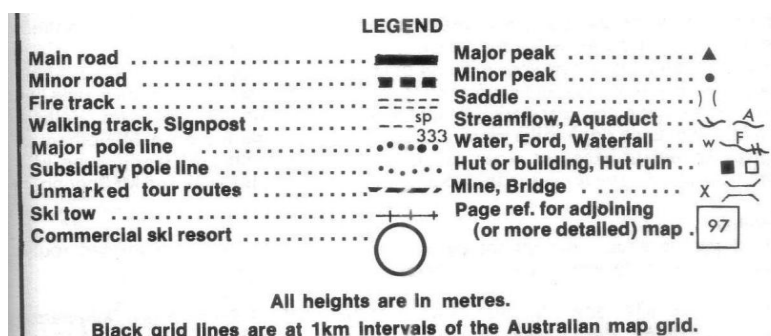 LEGEND
Main road
Minor road
Fire track
Walking track, Signpost sp
Major pole line 333
Subsidiary pole line
Unmarked tour routes
Ski tow
Commercial ski resort
Major peak
Minor peak
Saddle
Streamflow, Aquaduct A
Water, Ford, Waterfall w F
Hut or building, Hut ruin
Mine, Bridge X
Page ref. for adjoining
(or more detailed) map 97
All heights are in metres.
Black grid lines are at 1km intervals of the Australian map grid.